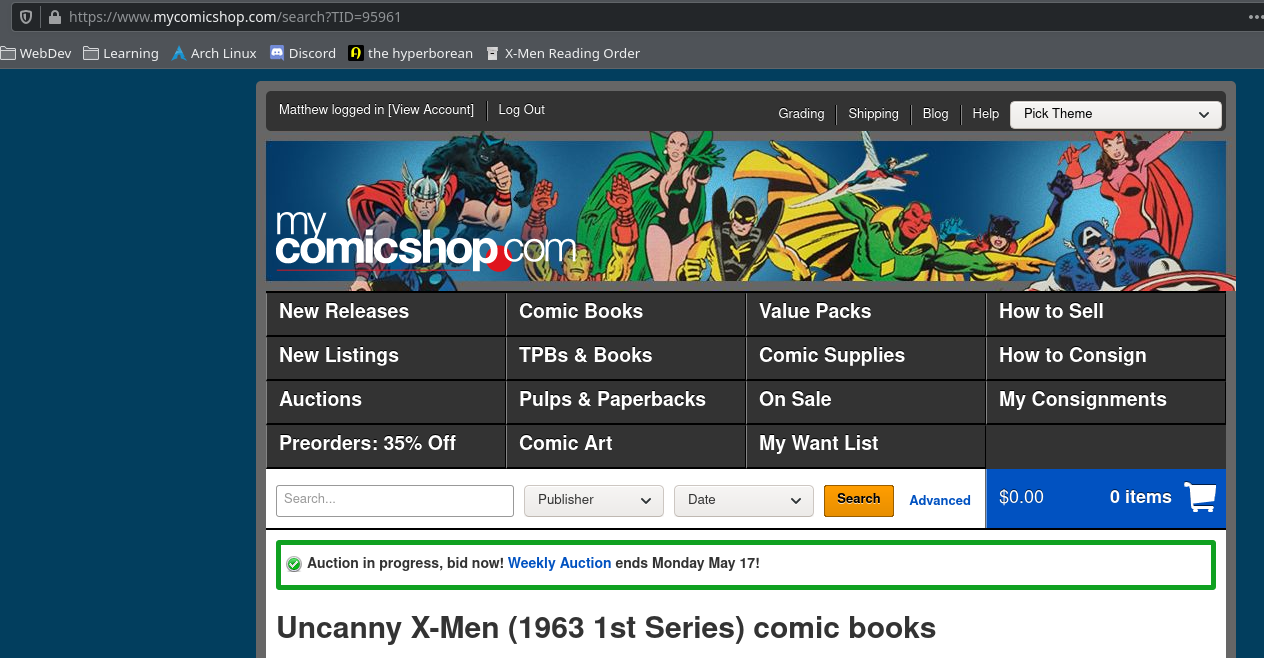 https://www.mycomicshop.com/search?TID=95961
WebDev Learning Arch Linux Discord the hyperborean X-Men Reading Order
Matthew logged in [View Account] Log Out Grading Shipping Blog Help Pick Theme
my
comicshop.com
New Releases Comic Books Value Packs How to Sell
New Listings TPBs & Books Comic Supplies How to Consign
Auctions Pulps & Paperbacks On Sale My Consignments
Preorders: 35% Off Comic Art My Want List
Search... Publisher Date Search Advanced $0.00 0 items
Auction in progress, bid now! Weekly Auction ends Monday May 17!
Uncanny X-Men (1963 1st Series) comic books